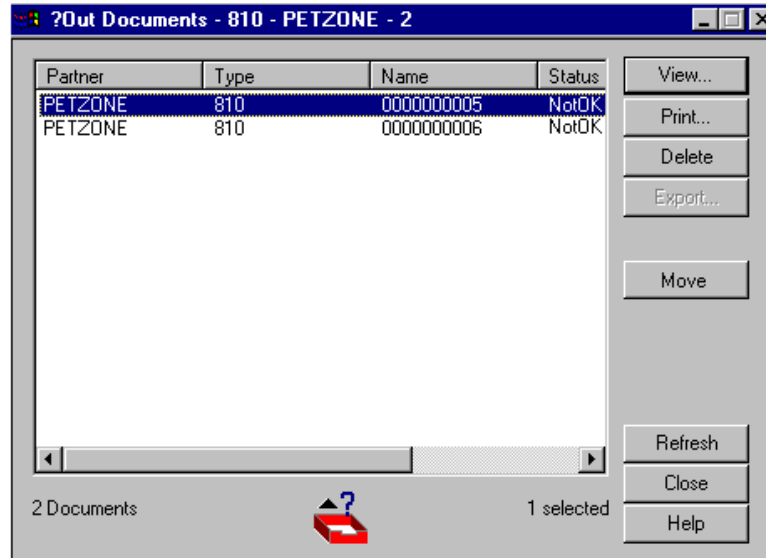 ?Out Documents - 810 - PETZONE - 2
Partner Type Name Status
PETZONE 810 0000000005 NotOK
PETZONE 810 0000000006 NotOK
View...
Print...
Delete
Export...
Move
Refresh
Close
Help
2 Documents
?
1 selected